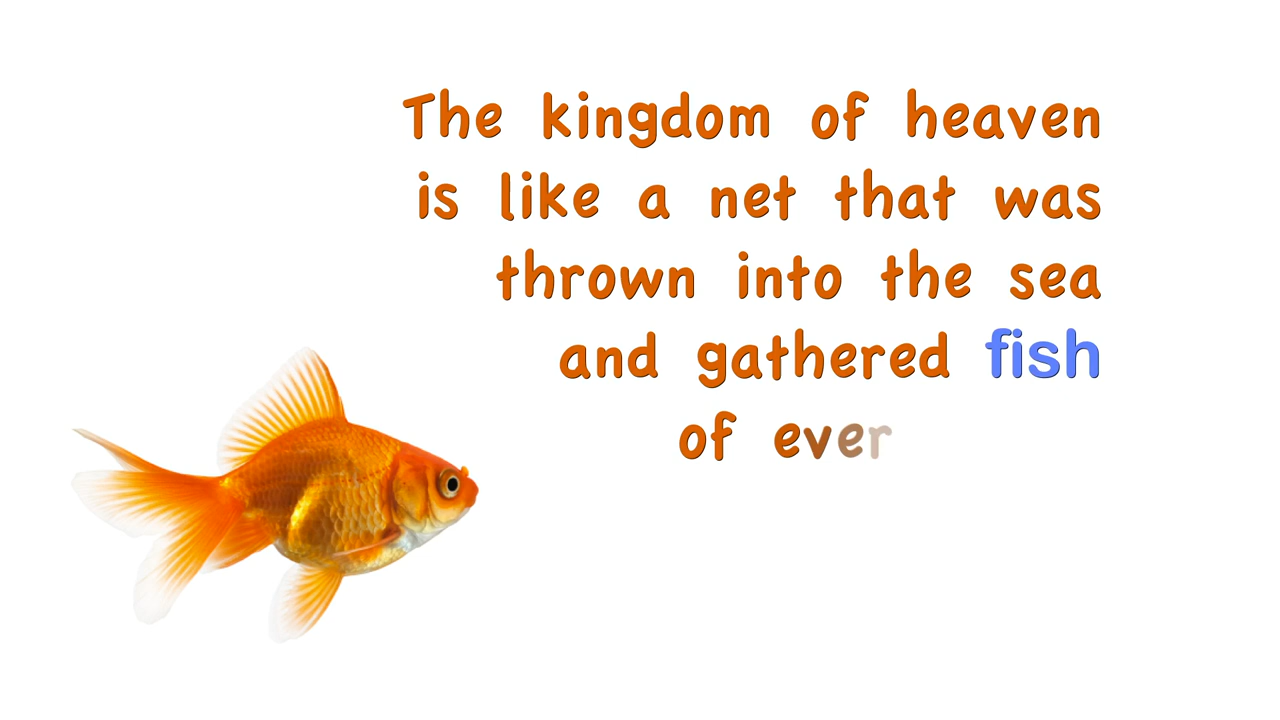 The kingdom of heaven
is like a net that was
thrown into the sea
and gathered fish
of ever